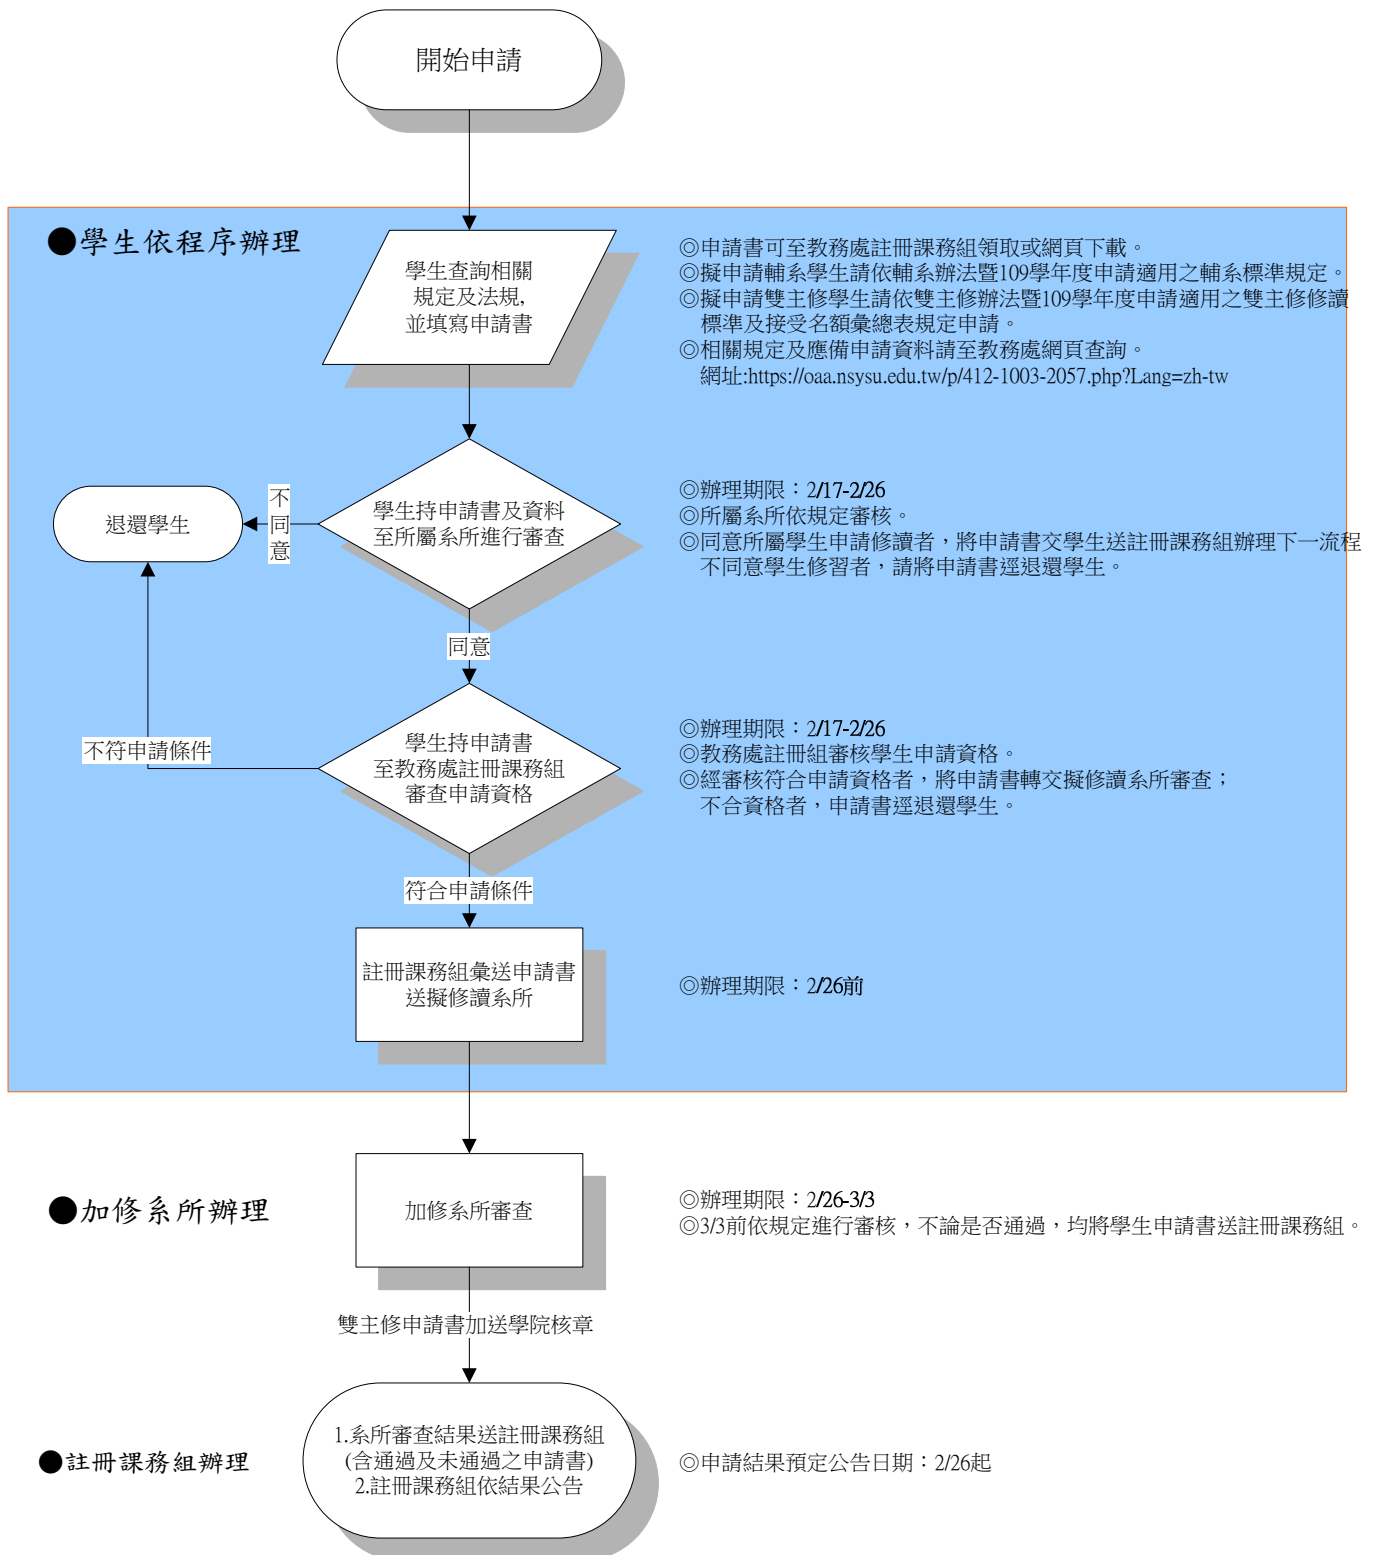 開始申請
●學生依程序辦理
學生查詢相關
規定及法規,
並填寫申請書
◎申請書可至教務處註冊課務組領取或網頁下載。
◎擬申請輔系學生請依輔系辦法暨109學年度申請適用之輔系標準規定。
◎擬申請雙主修學生請依雙主修辦法暨109學年度申請適用之雙主修修讀
標準及接受名額彙總表規定申請。
◎相關規定及應備申請資料請至教務處網頁查詢。
網址:https://oaa.nsysu.edu.tw/p/412-1003-2057.php?Lang=zh-tw
退還學生
不
同
意
學生持申請書及資料
至所屬系所進行審查
◎辦理期限：2/17-2/26
◎所屬系所依規定審核。
◎同意所屬學生申請修讀者，將申請書交學生送註冊課務組辦理下一流程
不同意學生修習者，請將申請書逕退還學生。
同意
不符申請條件
學生持申請書
至教務處註冊課務組
審查申請資格
◎辦理期限：2/17-2/26
◎教務處註冊組審核學生申請資格。
◎經審核符合申請資格者，將申請書轉交擬修讀系所審查；
不合資格者，申請書逕退還學生。
符合申請條件
註冊課務組彙送申請書
送擬修讀系所
◎辦理期限：2/26前
●加修系所辦理
加修系所審查
◎辦理期限：2/26-3/3
◎3/3前依規定進行審核，不論是否通過，均將學生申請書送註冊課務組。
雙主修申請書加送學院核章
●註冊課務組辦理
1.系所審查結果送註冊課務組
(含通過及未通過之申請書)
2.註冊課務組依結果公告
◎申請結果預定公告日期：2/26起